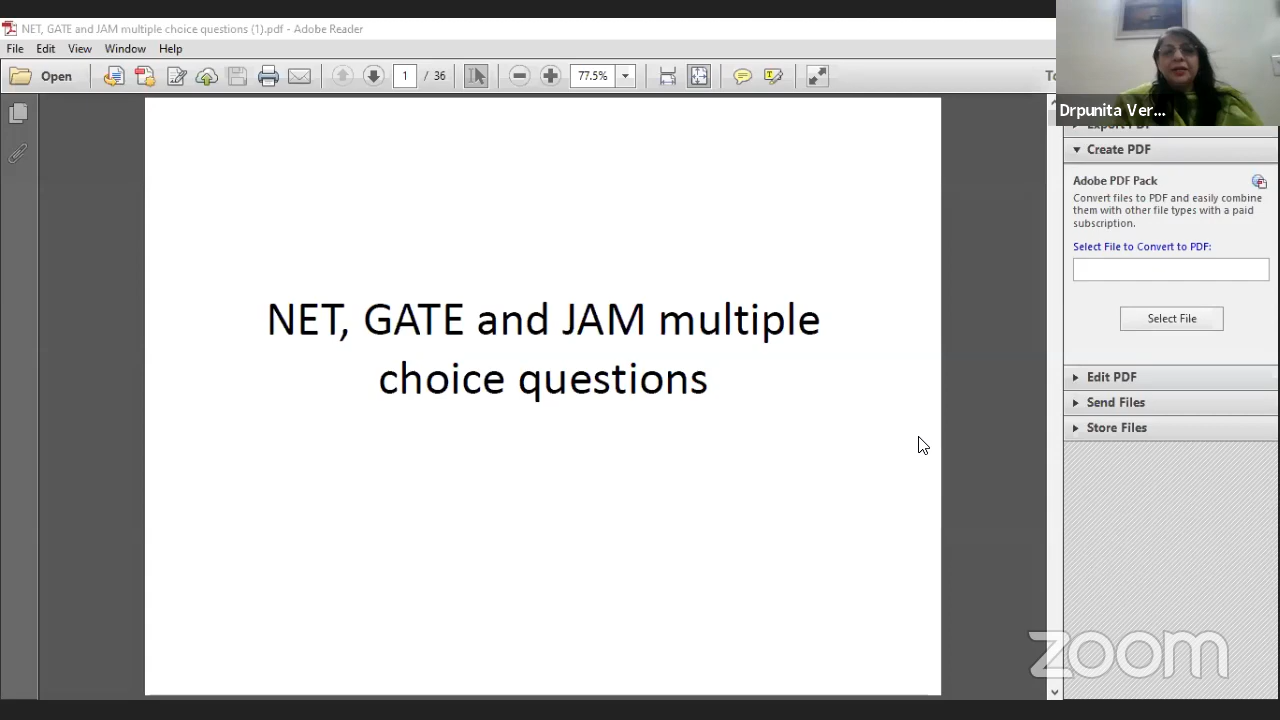 NET, GATE and JAM multiple choice questions (1).pdf - Adobe Reader
File Edit View Window Help
Open 1 / 36 77.5%
Drpunita Ver...
Export PDF
Create PDF
Adobe PDF Pack
Convert files to PDF and easily combine
them with other file types with a paid
subscription.
Select File to Convert to PDF:
Select File
Edit PDF
Send Files
Store Files
NET, GATE and JAM multiple
choice questions
zoom